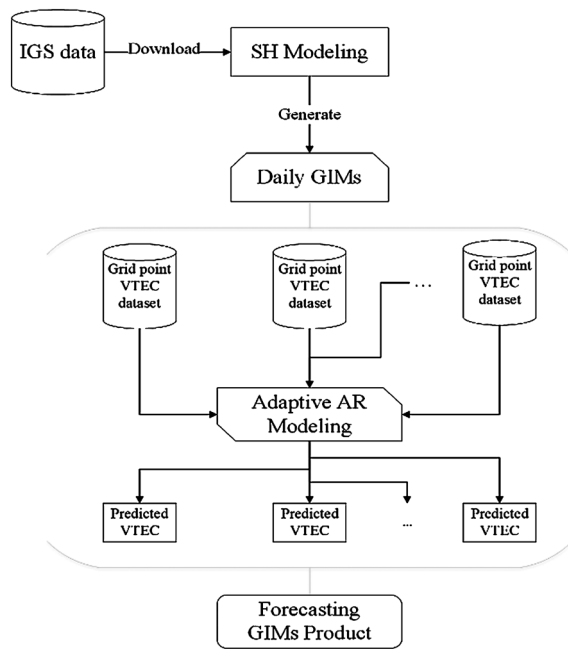 IGS data
Download
SH Modeling
Generate
Daily GIMs
Grid point
VTEC
dataset
Grid point
VTEC
dataset
...
Grid point
VTEC
dataset
Adaptive AR
Modeling
Predicted
VTEC
Predicted
VTEC
...
Predicted
VTEC
Forecasting
GIMs Product